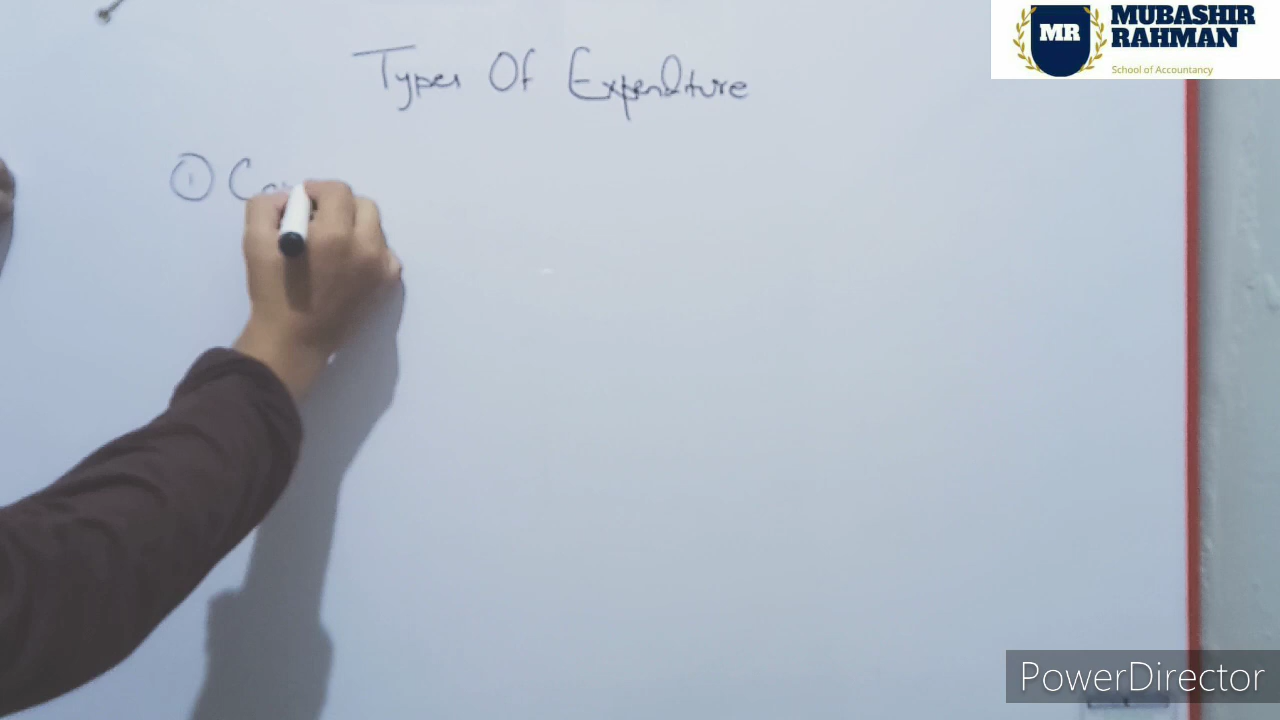 MR
MUBASHIR
RAHMAN
School of Accountancy
Types Of Expenditure
①
PowerDirector